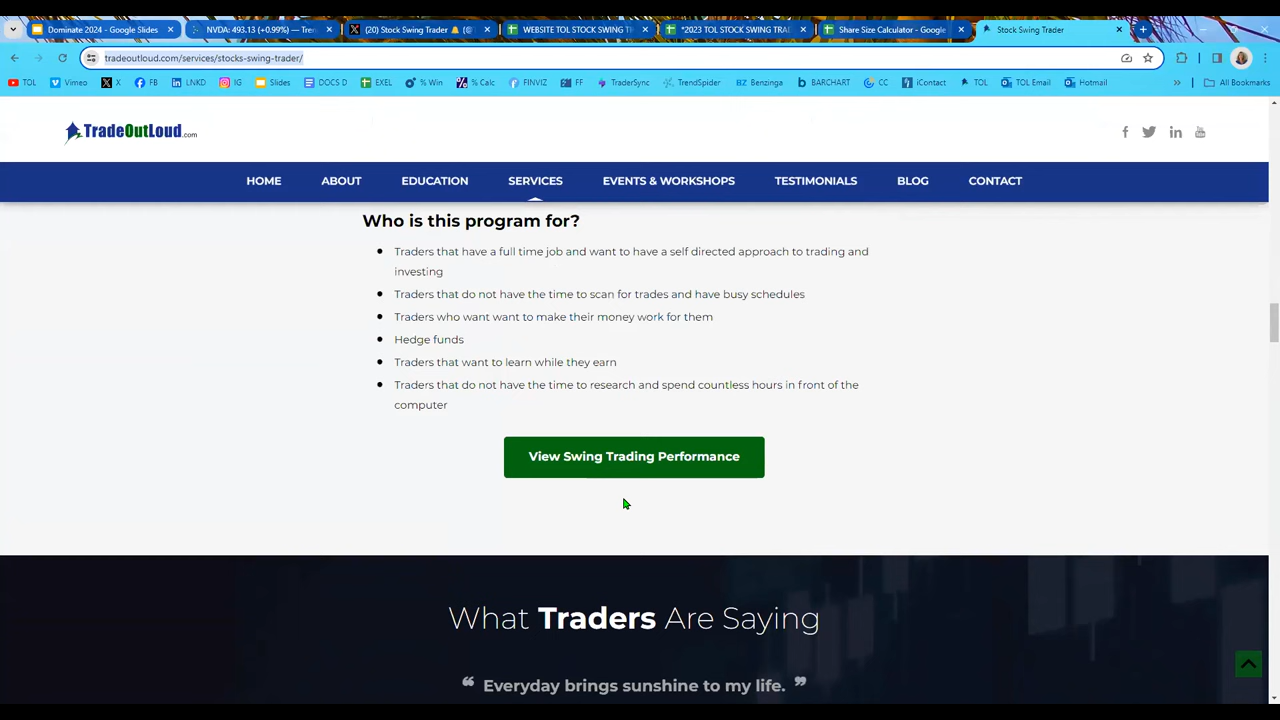 Dominate 2024 - Google Slides
NVDA: 493.13 (+0.99%) — Tre
(20) Stock Swing Trader
WEBSITE TOL STOCK SWING T
*2023 TOL STOCK SWING TRA
Share Size Calculator - Google
Stock Swing Trader
tradeoutloud.com/services/stocks-swing-trader/
TOL Vimeo X FB LNKD IG Slides DOCS D EXEL % Win % Calc FINVIZ FF TraderSync TrendSpider Benzinga BARCHART CC iContact TOL TOL Email Hotmail All Bookmarks
TradeOutLoud.com
HOME ABOUT EDUCATION SERVICES EVENTS & WORKSHOPS TESTIMONIALS BLOG CONTACT
Who is this program for?
Traders that have a full time job and want to have a self directed approach to trading and
investing
Traders that do not have the time to scan for trades and have busy schedules
Traders who want want to make their money work for them
Hedge funds
Traders that want to learn while they earn
Traders that do not have the time to research and spend countless hours in front of the
computer
View Swing Trading Performance
What Traders Are Saying
❝ Everyday brings sunshine to my life. ❞